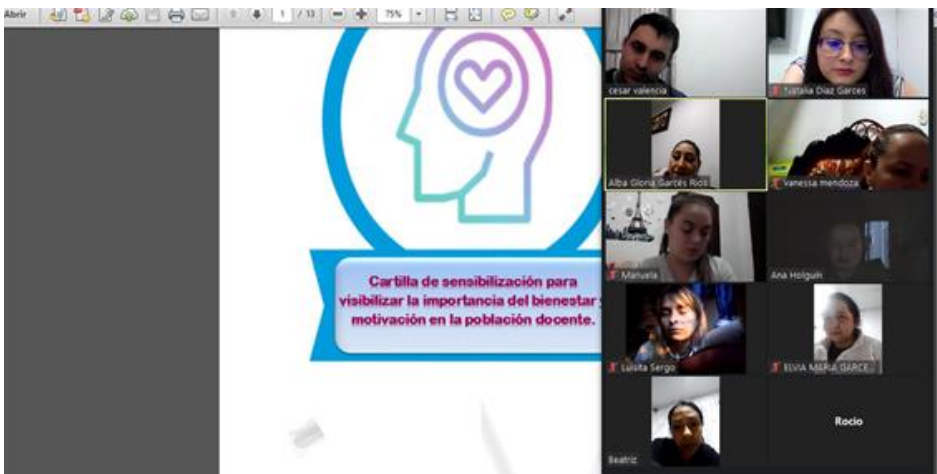 Abrir
1 / 13
75%
Cartilla de sensibilización para
visibilizar la importancia del bienestar y
motivación en la población docente.
cesar valencia
Natalia Diaz Garces
Alba Gloria Garcés Rios
vanessa mendoza
Manuela
Ana Holguin
Luisita Sergo
ELVIA MARIA GARCE...
Beatriz
Rocio